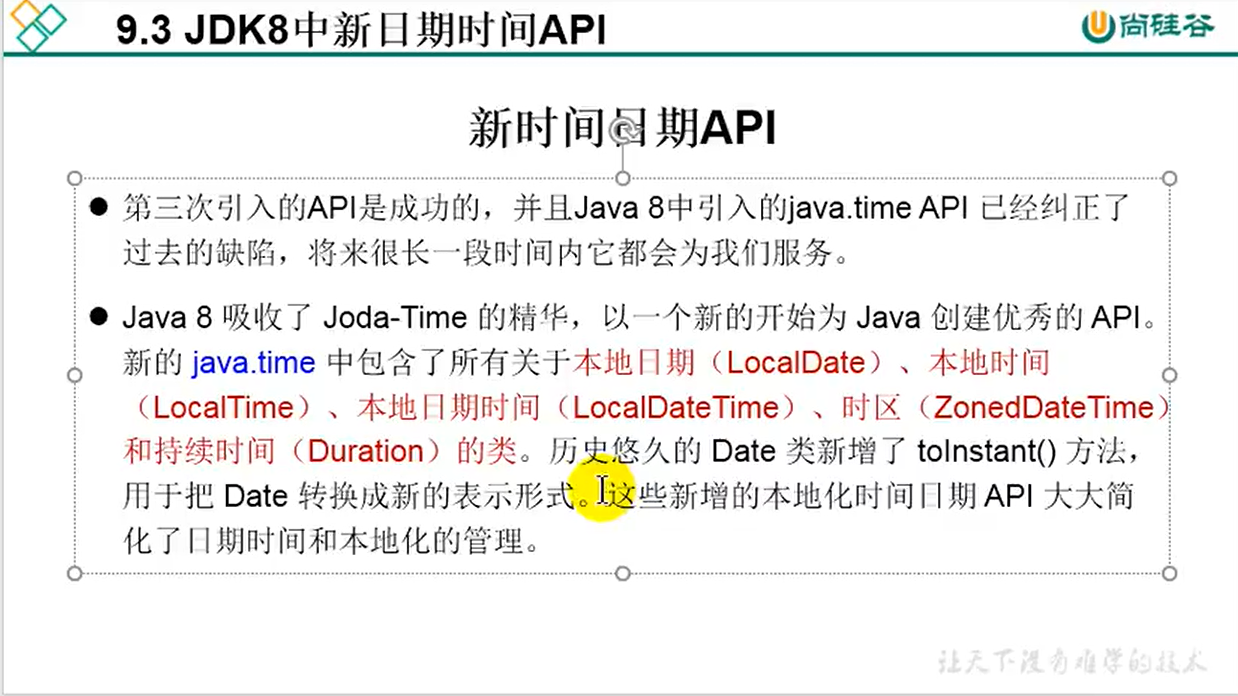 9.3 JDK8中新日期时间API
尚硅谷
新时间日期API
● 第三次引入的API是成功的，并且Java 8中引入的java.time API 已经纠正了
过去的缺陷，将来很长一段时间内它都会为我们服务。
● Java 8 吸收了 Joda-Time 的精华，以一个新的开始为 Java 创建优秀的 API。
新的 java.time 中包含了所有关于本地日期（LocalDate）、本地时间
（LocalTime）、本地日期时间（LocalDateTime）、时区（ZonedDateTime）
和持续时间（Duration）的类。历史悠久的 Date 类新增了 toInstant() 方法，
用于把 Date 转换成新的表示形式。这些新增的本地化时间日期 API 大大简
化了日期时间和本地化的管理。
让天下没有难学的技术